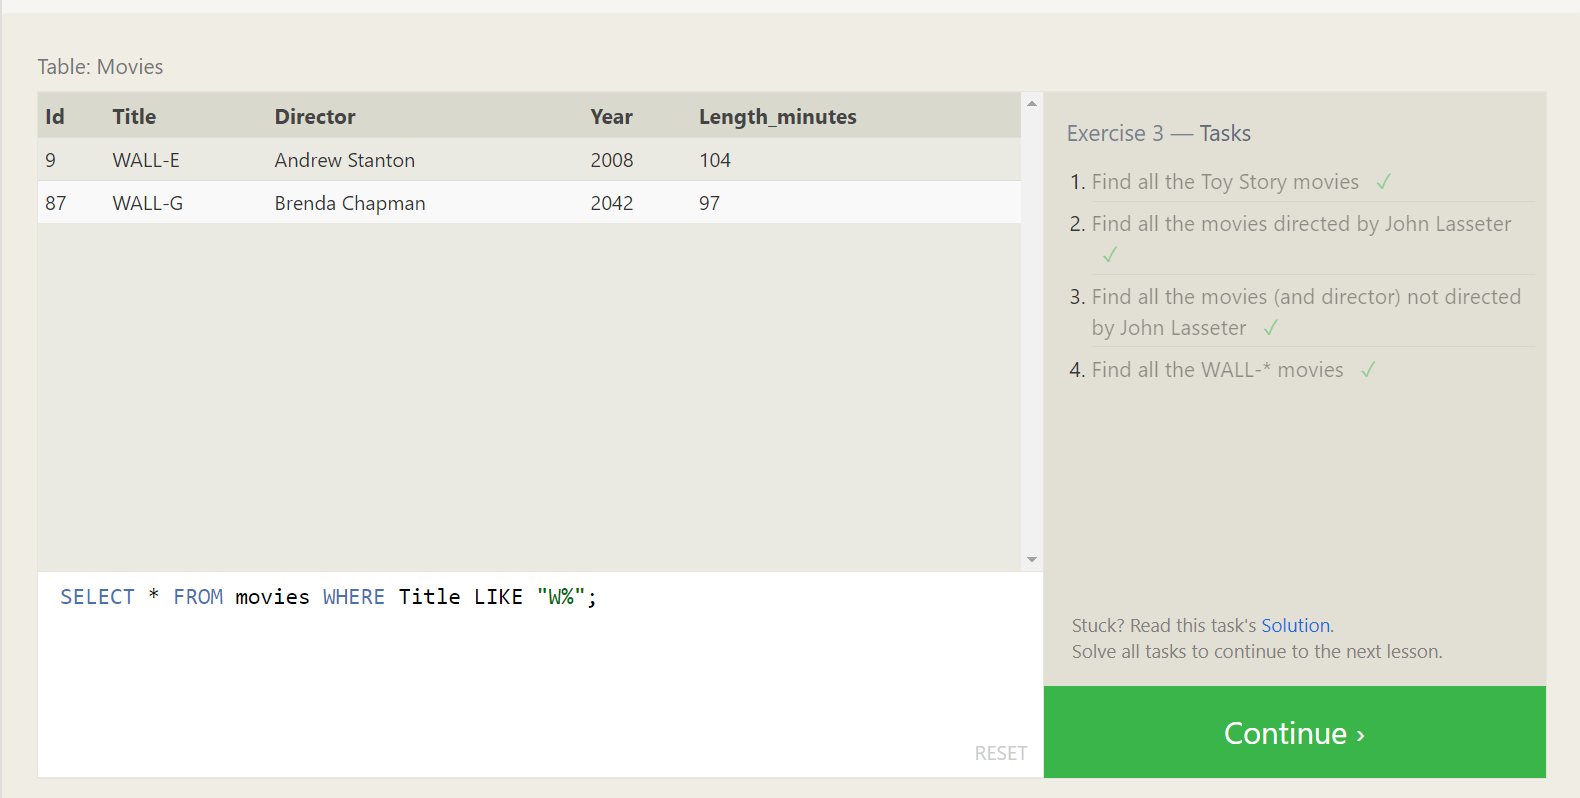 Table: Movies
Id Title Director Year Length_minutes
9 WALL-E Andrew Stanton 2008 104
87 WALL-G Brenda Chapman 2042 97
SELECT * FROM movies WHERE Title LIKE "W%";
RESET
Exercise 3 — Tasks
1. Find all the Toy Story movies ✓
2. Find all the movies directed by John Lasseter
✓
3. Find all the movies (and director) not directed
by John Lasseter ✓
4. Find all the WALL-* movies ✓
Stuck? Read this task's Solution.
Solve all tasks to continue to the next lesson.
Continue ›